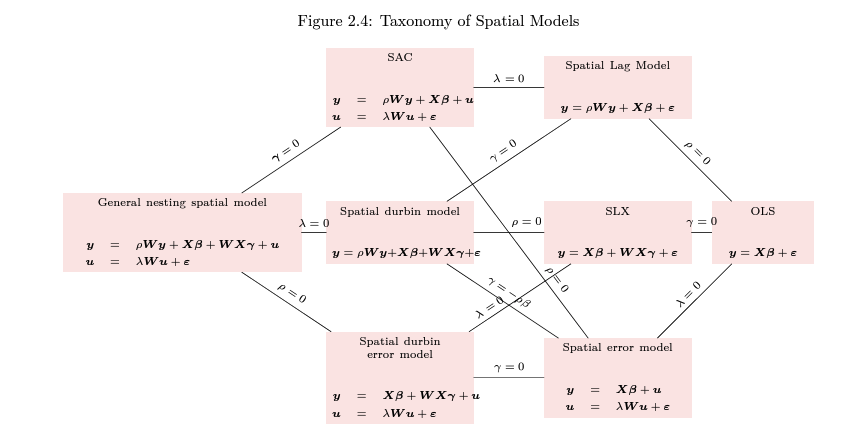 Figure 2.4: Taxonomy of Spatial Models
SAC
y = ρWy + Xβ + u
u = λWu + ε
λ = 0
Spatial Lag Model
y = ρWy + Xβ + ε
γ = 0
γ = 0
ρ = 0
General nesting spatial model
y = ρWy + Xβ + WXγ + u
u = λWu + ε
λ = 0
Spatial durbin model
y = ρWy+Xβ+WXγ+ε
ρ = 0
SLX
y = Xβ + WXγ + ε
γ = 0
OLS
y = Xβ + ε
ρ = 0
γ = −ρβ
λ = 0
ρ = 0
λ = 0
Spatial durbin
error model
y = Xβ + WXγ + u
u = λWu + ε
γ = 0
Spatial error model
y = Xβ + u
u = λWu + ε